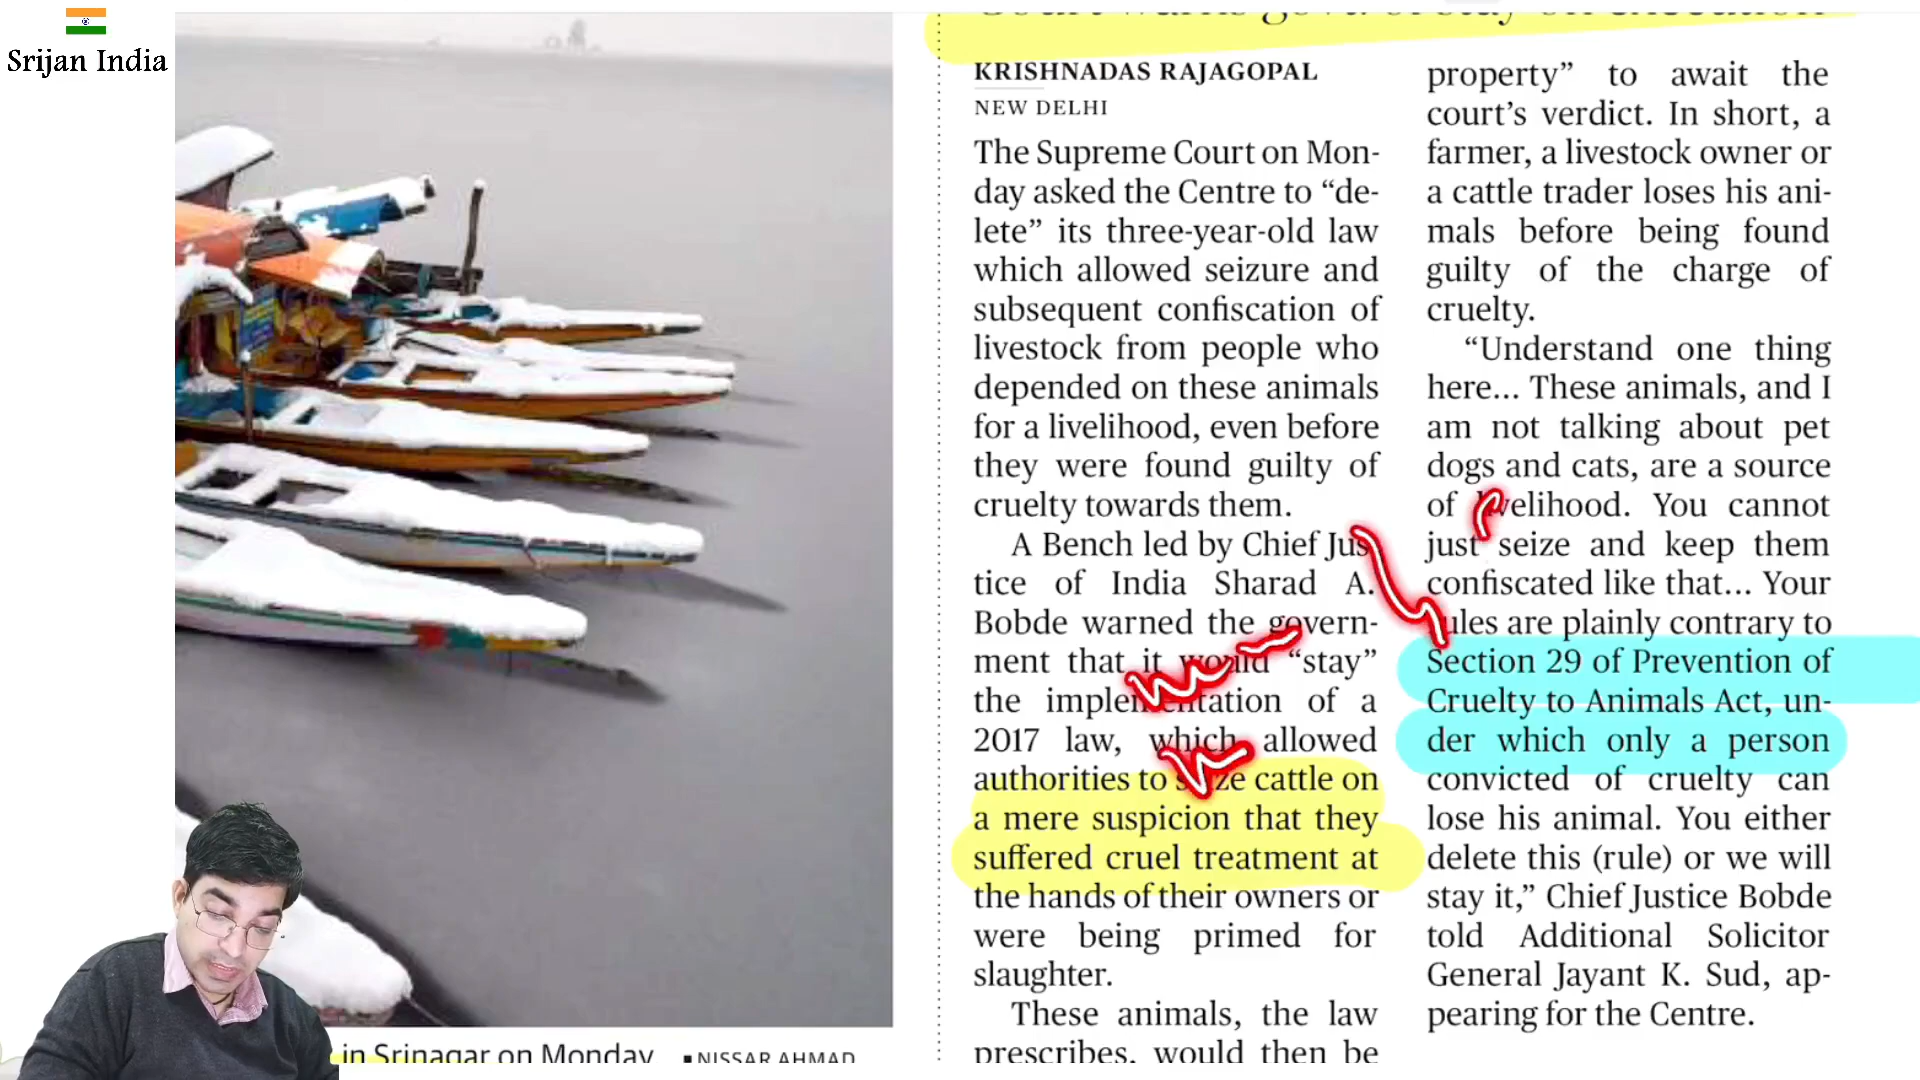 Srijan India
Court warns govt. of stay on execution
KRISHNADAS RAJAGOPAL
NEW DELHI
The Supreme Court on Mon-
day asked the Centre to “de-
lete” its three-year-old law
which allowed seizure and
subsequent confiscation of
livestock from people who
depended on these animals
for a livelihood, even before
they were found guilty of
cruelty towards them.
A Bench led by Chief Jus-
tice of India Sharad A.
Bobde warned the govern-
ment that it would “stay”
the implementation of a
2017 law, which allowed
authorities to seize cattle on
a mere suspicion that they
suffered cruel treatment at
the hands of their owners or
were being primed for
slaughter.
These animals, the law
prescribes, would then be
property” to await the
court’s verdict. In short, a
farmer, a livestock owner or
a cattle trader loses his ani-
mals before being found
guilty of the charge of
cruelty.
“Understand one thing
here... These animals, and I
am not talking about pet
dogs and cats, are a source
of livelihood. You cannot
just seize and keep them
confiscated like that... Your
rules are plainly contrary to
Section 29 of Prevention of
Cruelty to Animals Act, un-
der which only a person
convicted of cruelty can
lose his animal. You either
delete this (rule) or we will
stay it,” Chief Justice Bobde
told Additional Solicitor
General Jayant K. Sud, ap-
pearing for the Centre.
in Srinagar on Monday
▪ NISSAR AHMAD